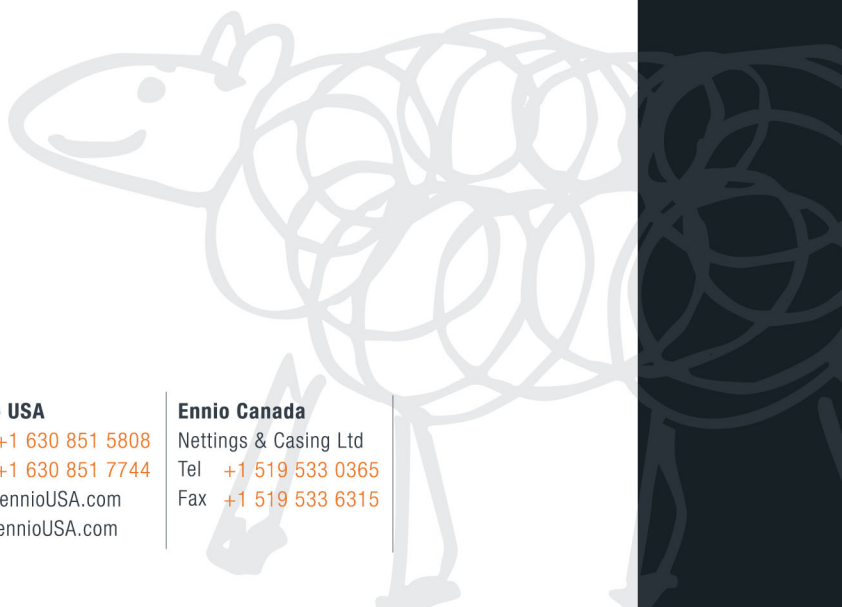 USA
+1 630 851 5808
+1 630 851 7744
ennioUSA.com
ennioUSA.com
Ennio Canada
Nettings & Casing Ltd
Tel +1 519 533 0365
Fax +1 519 533 6315